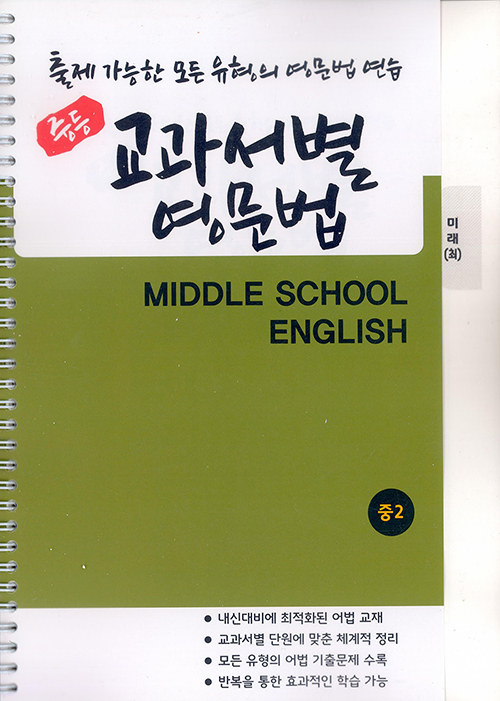 출제 가능한 모든 유형의 영문법 연습
중등
교과서별
영문법
미
래
(최)
MIDDLE SCHOOL
ENGLISH
중2
• 내신대비에 최적화된 어법 교재
• 교과서별 단원에 맞춘 체계적 정리
• 모든 유형의 어법 기출문제 수록
• 반복을 통한 효과적인 학습 가능